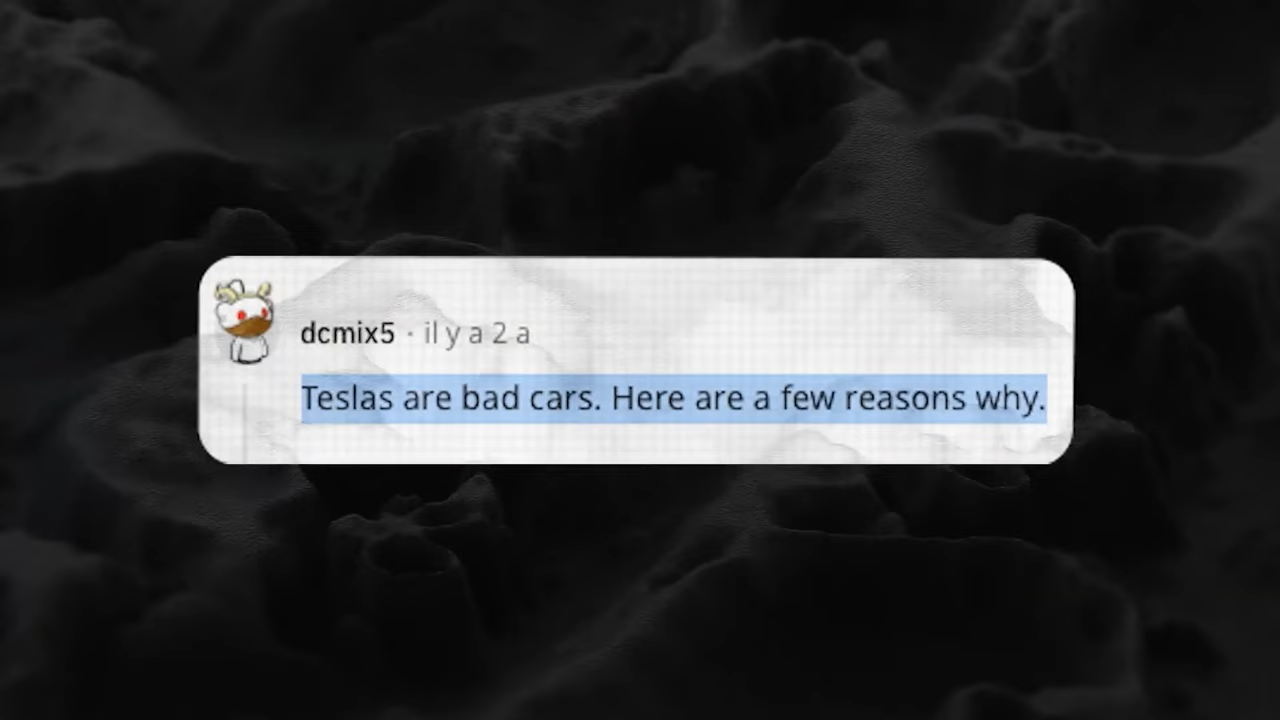 dcmix5 · il y a 2 a
Teslas are bad cars. Here are a few reasons why.